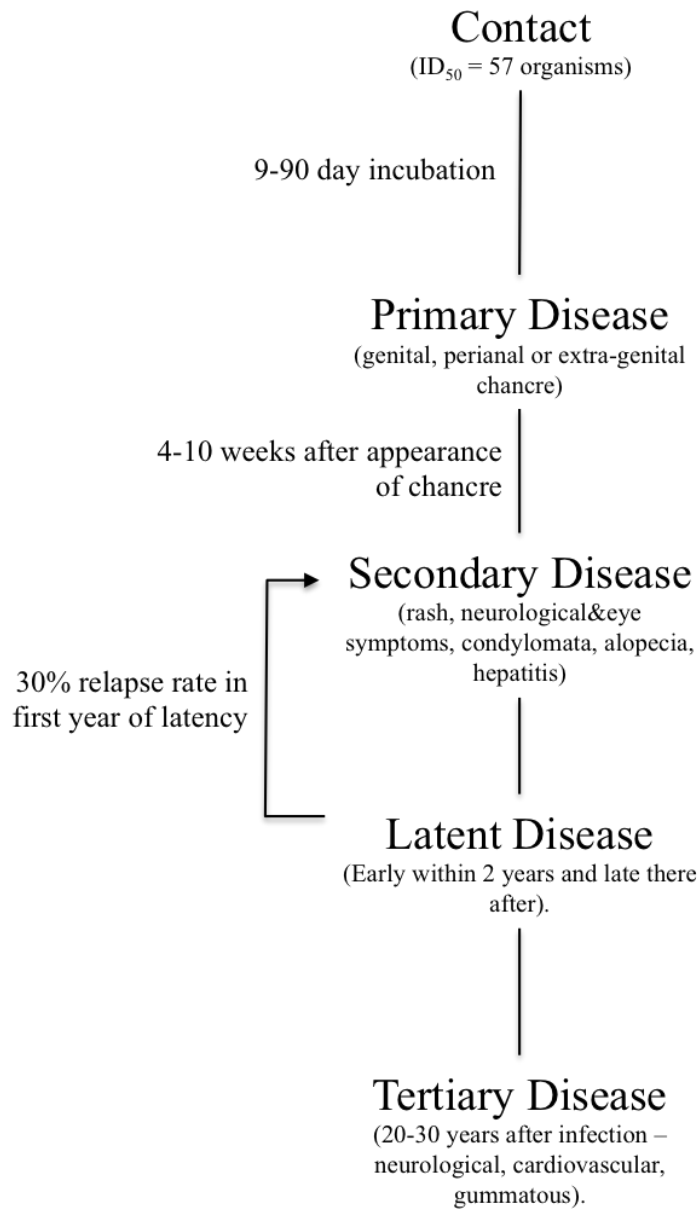 Contact
(ID50 = 57 organisms)
9-90 day incubation
Primary Disease
(genital, perianal or extra-genital
chancre)
4-10 weeks after appearance
of chancre
Secondary Disease
(rash, neurological&eye
symptoms, condylomata, alopecia,
hepatitis)
30% relapse rate in
first year of latency
Latent Disease
(Early within 2 years and late there
after).
Tertiary Disease
(20-30 years after infection –
neurological, cardiovascular,
gummatous).